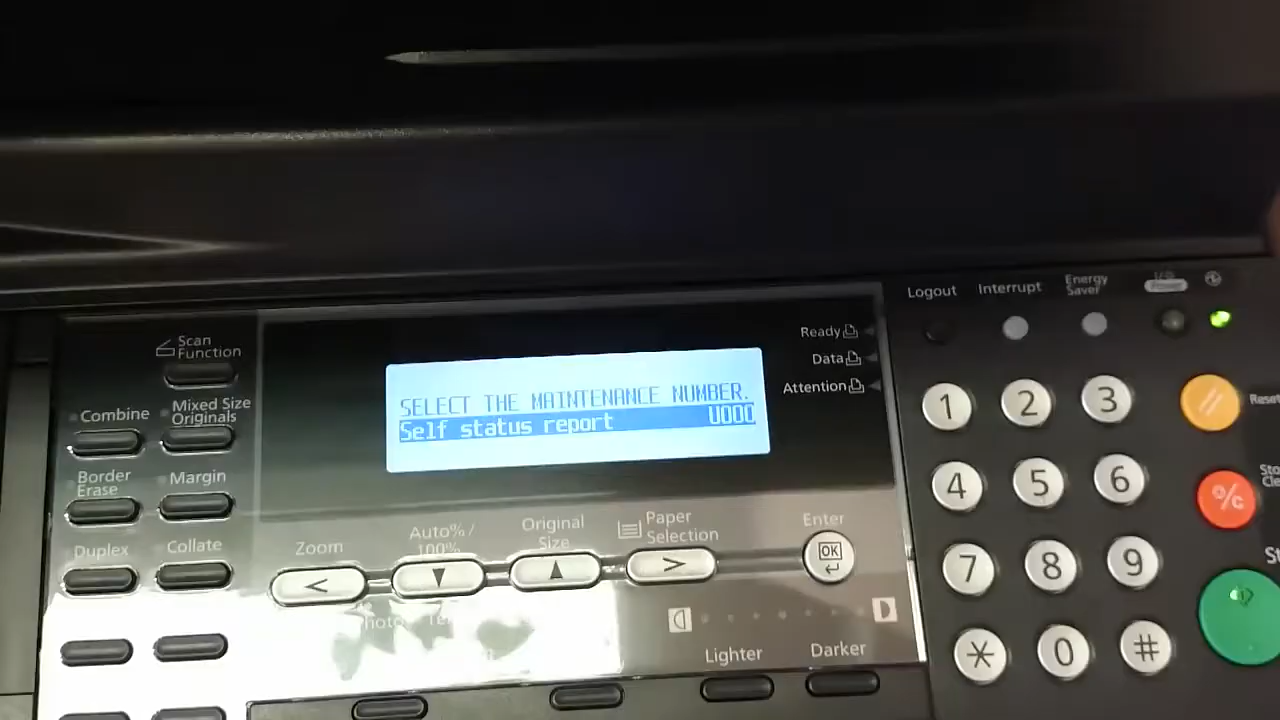 Logout
Interrupt
Energy
Saver
Scan
Function
Ready
Data
Attention
SELECT THE MAINTENANCE NUMBER.
Self status report U000
Combine
Mixed Size
Originals
Border
Erase
Margin
Duplex
Collate
Zoom
Auto%/
100%
Original
Size
Paper
Selection
Enter
OK
Lighter
Darker
1 2 3
4 5 6
7 8 9
* 0 #
Reset